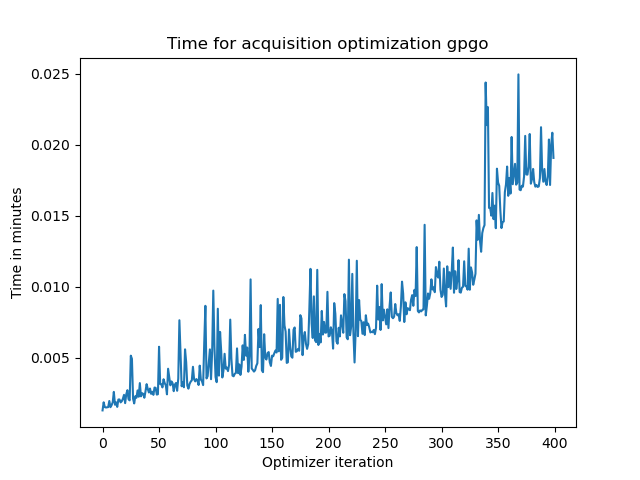 Time for acquisition optimization gpgo
0.025
0.020
0.015
0.010
0.005
Time in minutes
0 50 100 150 200 250 300 350 400
Optimizer iteration